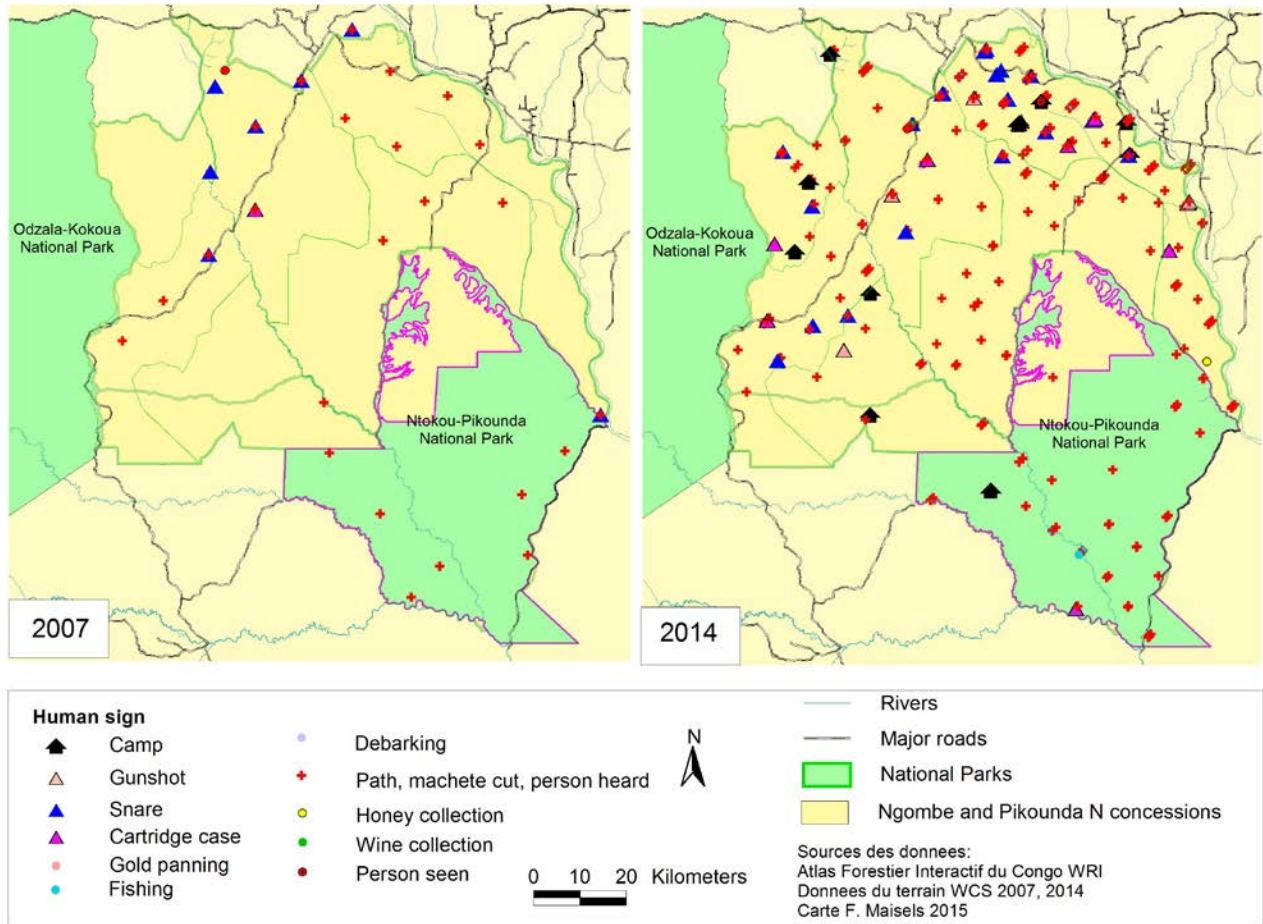 Odzala-Kokoua
National Park
Ntokou-Pikounda
National Park
2007
Odzala-Kokoua
National Park
Ntokou-Pikounda
National Park
2014
Human sign
Camp
Gunshot
Snare
Cartridge case
Gold panning
Fishing
Debarking
Path, machete cut, person heard
Honey collection
Wine collection
Person seen
N
0 10 20 Kilometers
Rivers
Major roads
National Parks
Ngombe and Pikounda N concessions
Sources des donnees:
Atlas Forestier Interactif du Congo WRI
Donnees du terrain WCS 2007, 2014
Carte F. Maisels 2015